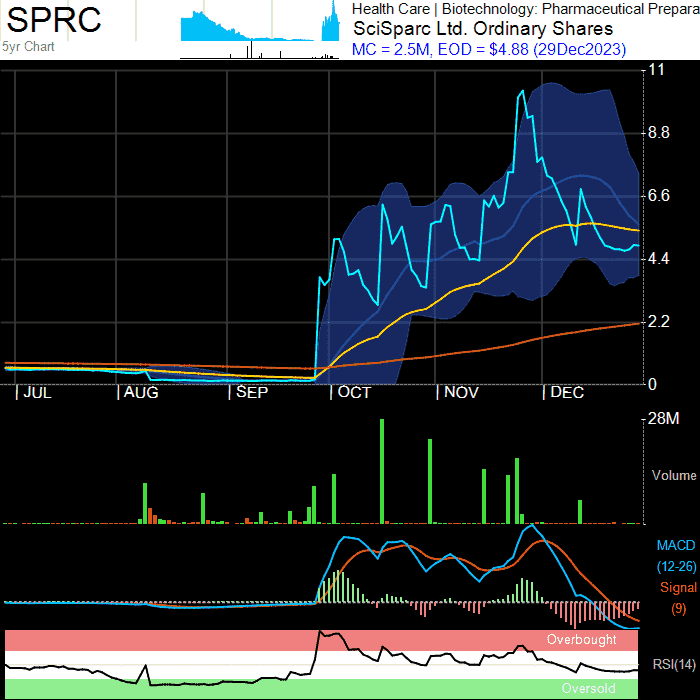 SPRC
5yr Chart
Health Care | Biotechnology: Pharmaceutical Prepara
SciSparc Ltd. Ordinary Shares
MC = 2.5M, EOD = $4.88 (29Dec2023)
11
8.8
6.6
4.4
2.2
0
JUL AUG SEP OCT NOV DEC
28M
Volume
MACD
(12-26)
Signal
(9)
Overbought
RSI(14)
Oversold